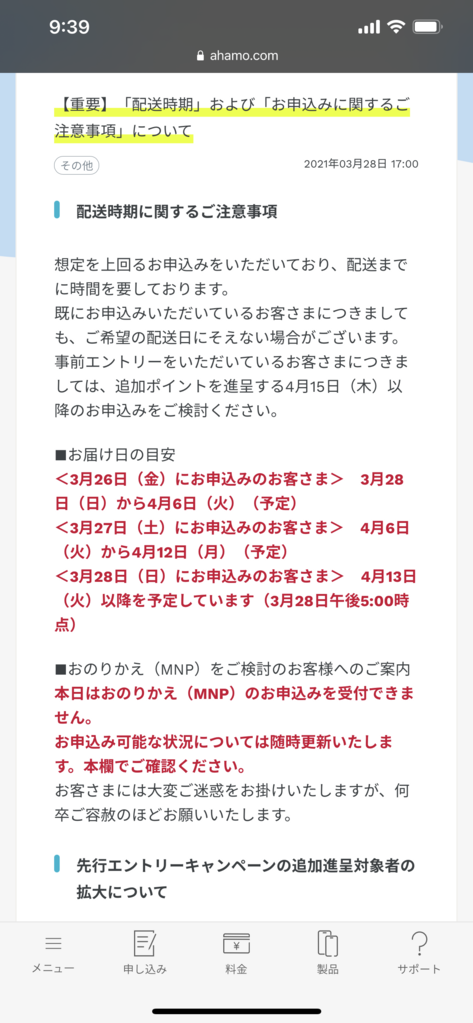 9:39
ahamo.com
【重要】「配送時期」および「お申込みに関するご
注意事項」について
その他
2021年03月28日 17:00
配送時期に関するご注意事項
想定を上回るお申込みをいただいており、配送まで
に時間を要しております。
既にお申込みいただいているお客さまにつきまして
も、ご希望の配送日にそえない場合がございます。
事前エントリーをいただいているお客さまにつきま
しては、追加ポイントを進呈する4月15日（木）以
降のお申込みをご検討ください。
■お届け日の目安
＜3月26日（金）にお申込みのお客さま＞　3月28
日（日）から4月6日（火）（予定）
＜3月27日（土）にお申込みのお客さま＞　4月6日
（火）から4月12日（月）（予定）
＜3月28日（日）にお申込みのお客さま＞　4月13日
（火）以降を予定しています（3月28日午後5:00時
点）
■おのりかえ（MNP）をご検討のお客様へのご案内
本日はおのりかえ（MNP）のお申込みを受付できま
せん。
お申込み可能な状況については随時更新いたしま
す。本欄でご確認ください。
お客さまには大変ご迷惑をお掛けいたしますが、何
卒ご容赦のほどお願いいたします。
先行エントリーキャンペーンの追加進呈対象者の
拡大について
メニュー
申し込み
料金
製品
サポート